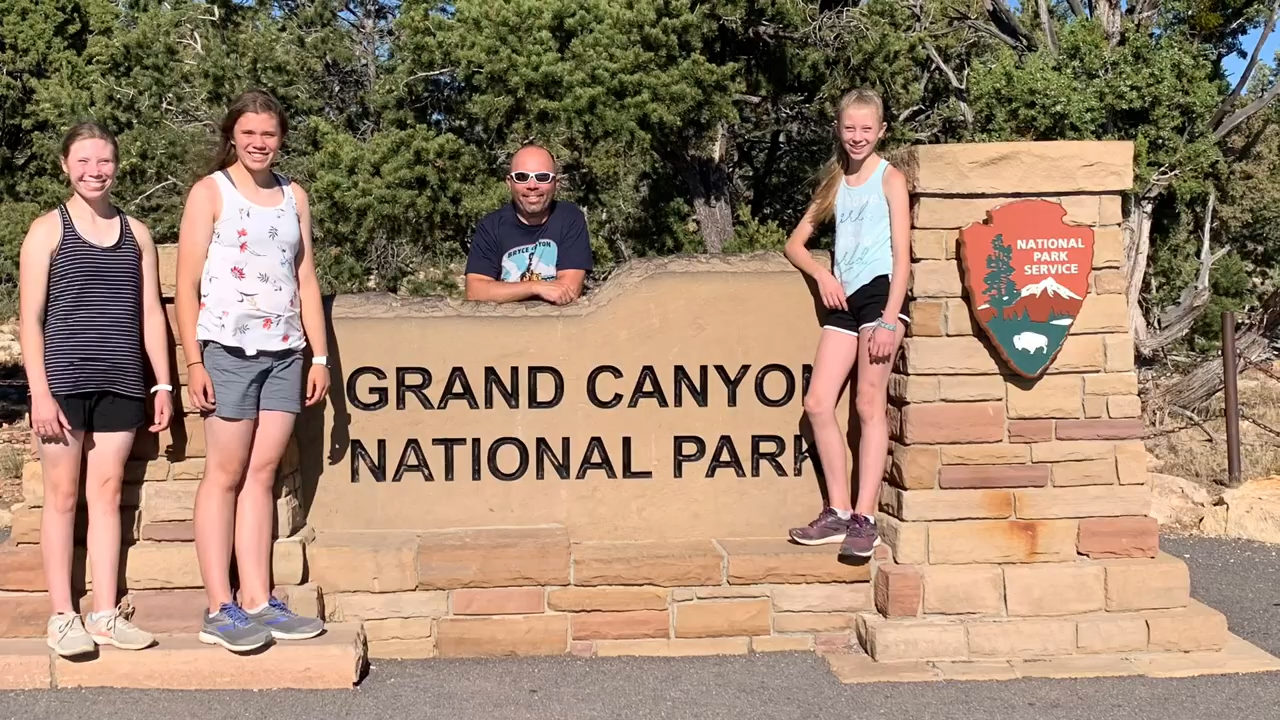 BRYCE CANYON
GRAND CANYON
NATIONAL PARK
NATIONAL
PARK
SERVICE